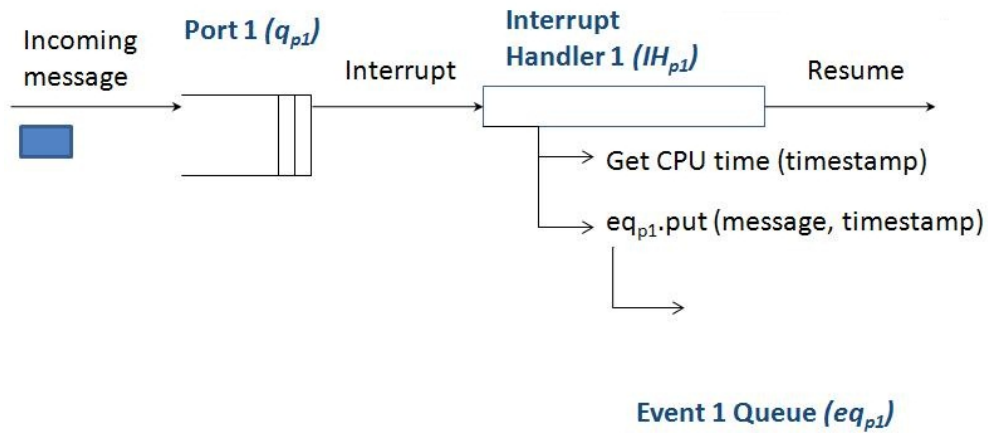 Incoming
message
Port 1 (qp1)
Interrupt
Interrupt
Handler 1 (IHp1)
Resume
Get CPU time (timestamp)
eqp1.put (message, timestamp)
Event 1 Queue (eqp1)